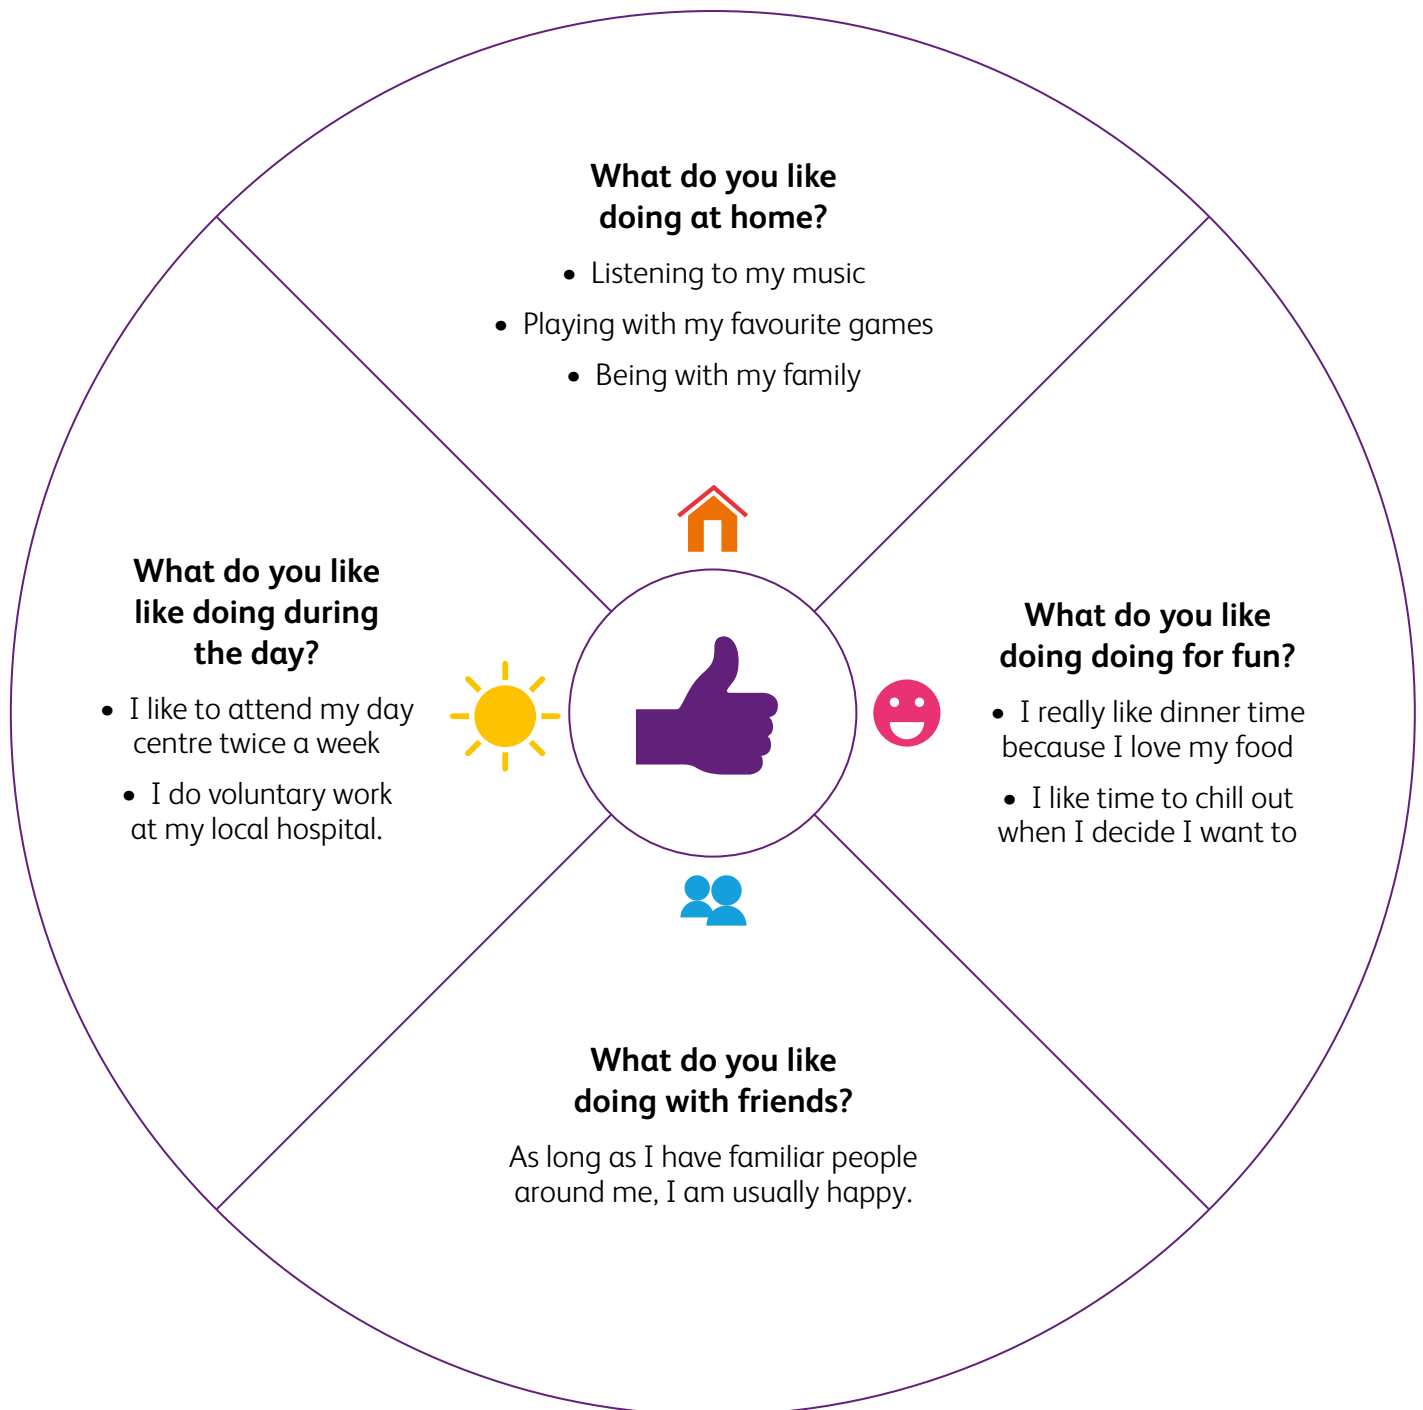 What do you like
doing at home?
• Listening to my music
• Playing with my favourite games
• Being with my family
What do you like
like doing during
the day?
• I like to attend my day
centre twice a week
• I do voluntary work
at my local hospital.
What do you like
doing doing for fun?
• I really like dinner time
because I love my food
• I like time to chill out
when I decide I want to
What do you like
doing with friends?
As long as I have familiar people
around me, I am usually happy.